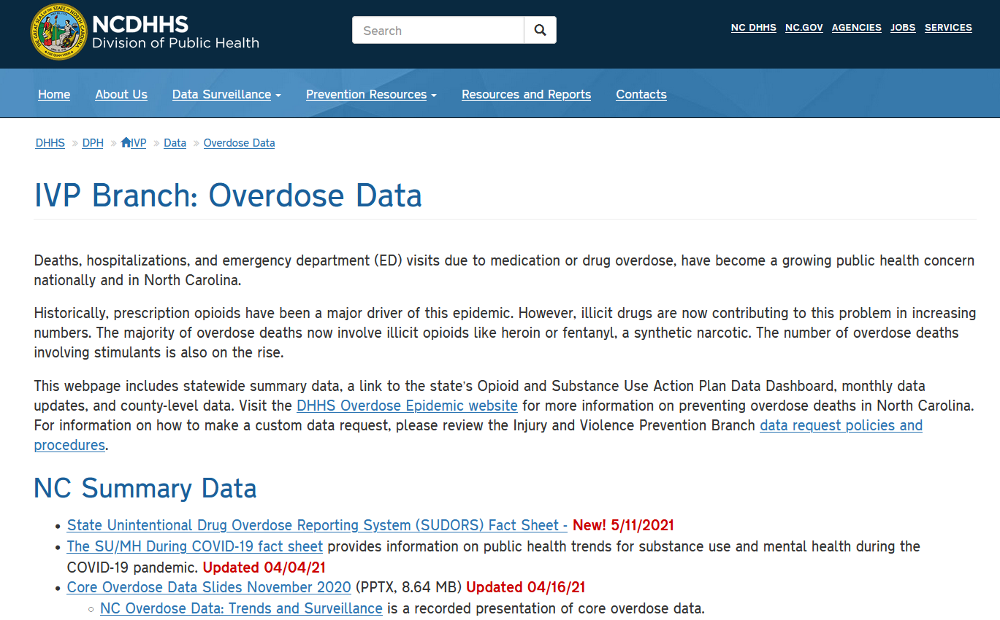 NCDHHS
Division of Public Health
Search
NC DHHS NC.GOV AGENCIES JOBS SERVICES
Home About Us Data Surveillance Prevention Resources Resources and Reports Contacts
DHHS » DPH » IVP » Data » Overdose Data
IVP Branch: Overdose Data
Deaths, hospitalizations, and emergency department (ED) visits due to medication or drug overdose, have become a growing public health concern
nationally and in North Carolina.
Historically, prescription opioids have been a major driver of this epidemic. However, illicit drugs are now contributing to this problem in increasing
numbers. The majority of overdose deaths now involve illicit opioids like heroin or fentanyl, a synthetic narcotic. The number of overdose deaths
involving stimulants is also on the rise.
This webpage includes statewide summary data, a link to the state's Opioid and Substance Use Action Plan Data Dashboard, monthly data
updates, and county-level data. Visit the DHHS Overdose Epidemic website for more information on preventing overdose deaths in North Carolina.
For information on how to make a custom data request, please review the Injury and Violence Prevention Branch data request policies and
procedures.
NC Summary Data
• State Unintentional Drug Overdose Reporting System (SUDORS) Fact Sheet - New! 5/11/2021
• The SU/MH During COVID-19 fact sheet provides information on public health trends for substance use and mental health during the
COVID-19 pandemic. Updated 04/04/21
• Core Overdose Data Slides November 2020 (PPTX, 8.64 MB) Updated 04/16/21
◦ NC Overdose Data: Trends and Surveillance is a recorded presentation of core overdose data.